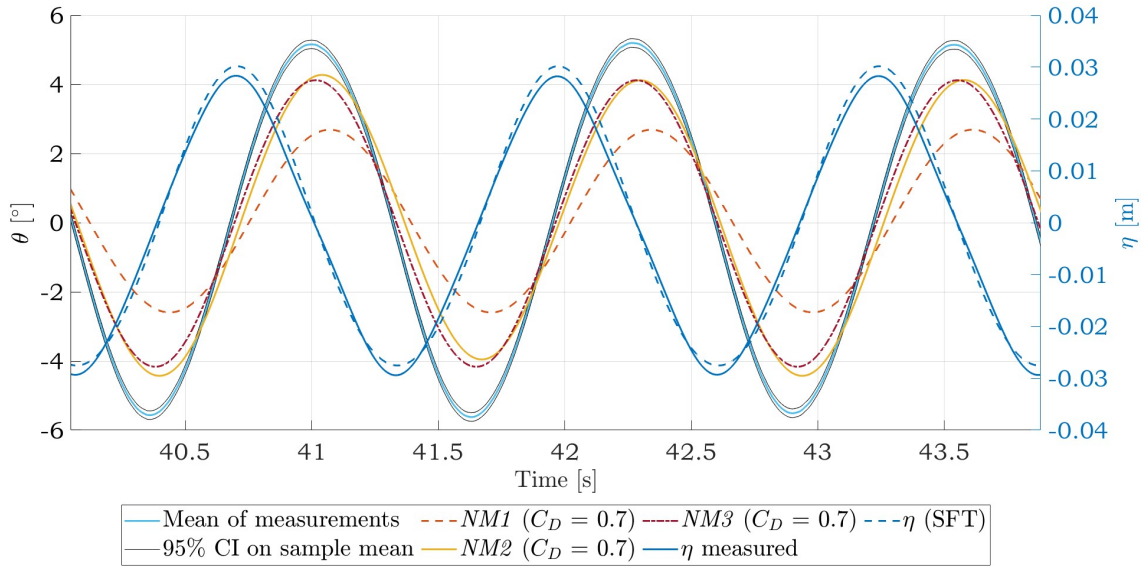 6
4
2
0
-2
-4
-6
θ [°]
0.04
0.03
0.02
0.01
0
-0.01
-0.02
-0.03
-0.04
η [m]
40.5 41 41.5 42 42.5 43 43.5
Time [s]
Mean of measurements NM1 (C_D = 0.7) NM3 (C_D = 0.7) η (SFT)
95% CI on sample mean NM2 (C_D = 0.7) η measured